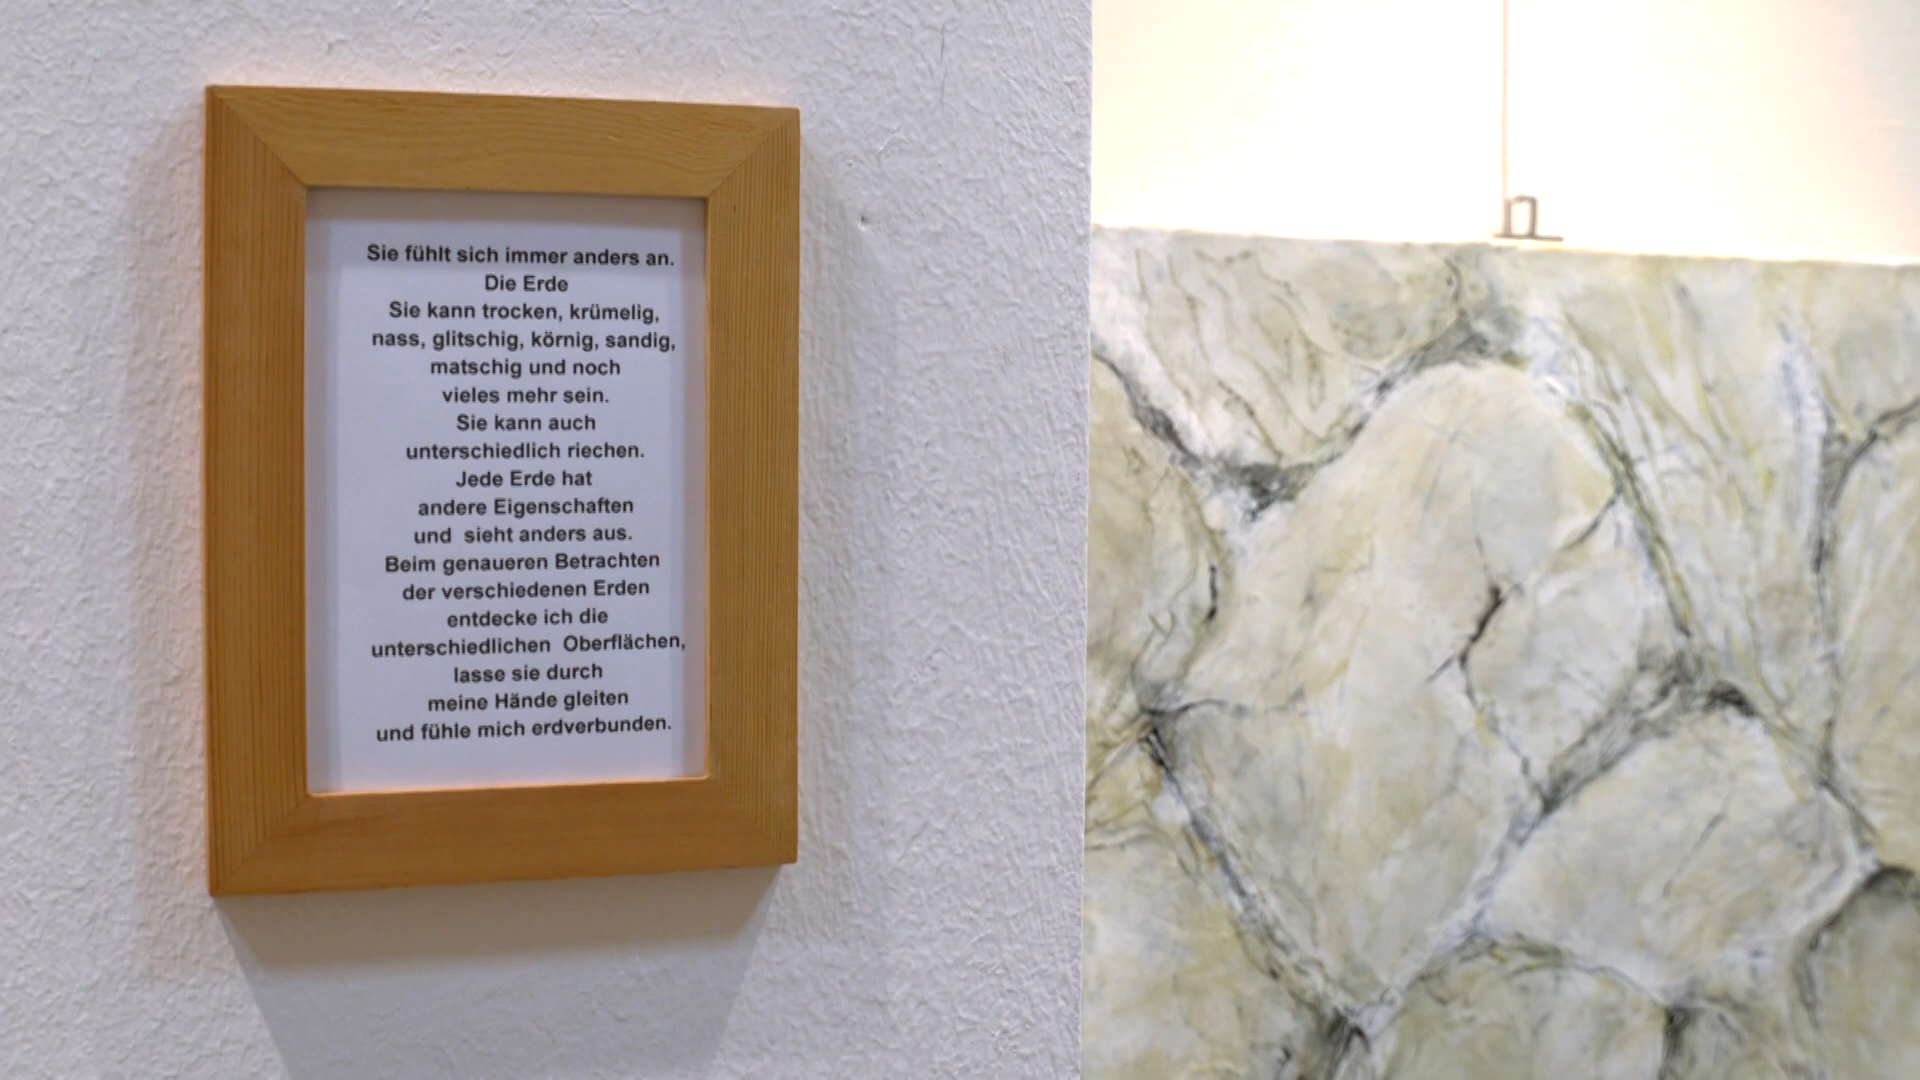 Sie fühlt sich immer anders an.
Die Erde
Sie kann trocken, krümelig,
nass, glitschig, körnig, sandig,
matschig und noch
vieles mehr sein.
Sie kann auch
unterschiedlich riechen.
Jede Erde hat
andere Eigenschaften
und  sieht anders aus.
Beim genaueren Betrachten
der verschiedenen Erden
entdecke ich die
unterschiedlichen  Oberflächen,
lasse sie durch
meine Hände gleiten
und fühle mich erdverbunden.